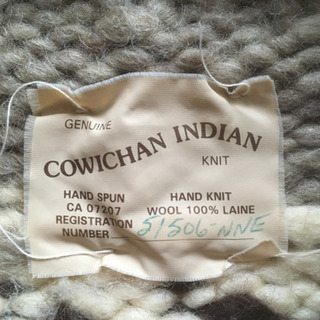 GENUINE
COWICHAN INDIAN
KNIT
HAND SPUN HAND KNIT
CA 07207 WOOL 100% LAINE
REGISTRATION
NUMBER 51506-NNE